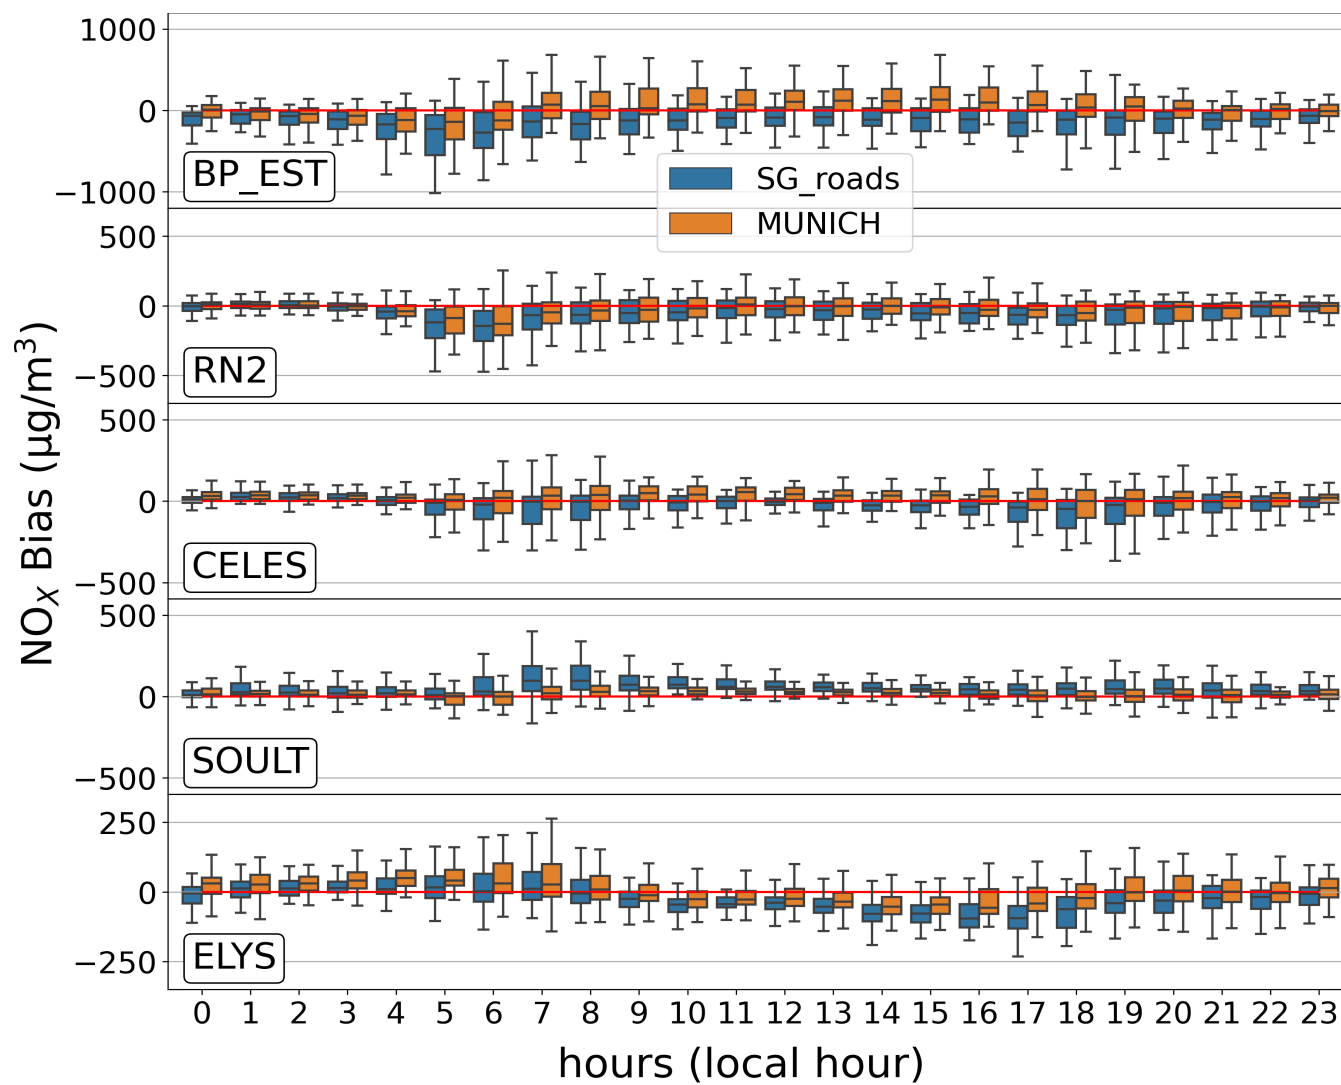 1000
0
−1000
BP_EST
SG_roads
MUNICH
500
0
−500
RN2
500
0
−500
CELES
500
0
−500
SOULT
250
0
−250
ELYS
NOX Bias (μg/m³)
0 1 2 3 4 5 6 7 8 9 10 11 12 13 14 15 16 17 18 19 20 21 22 23
hours (local hour)